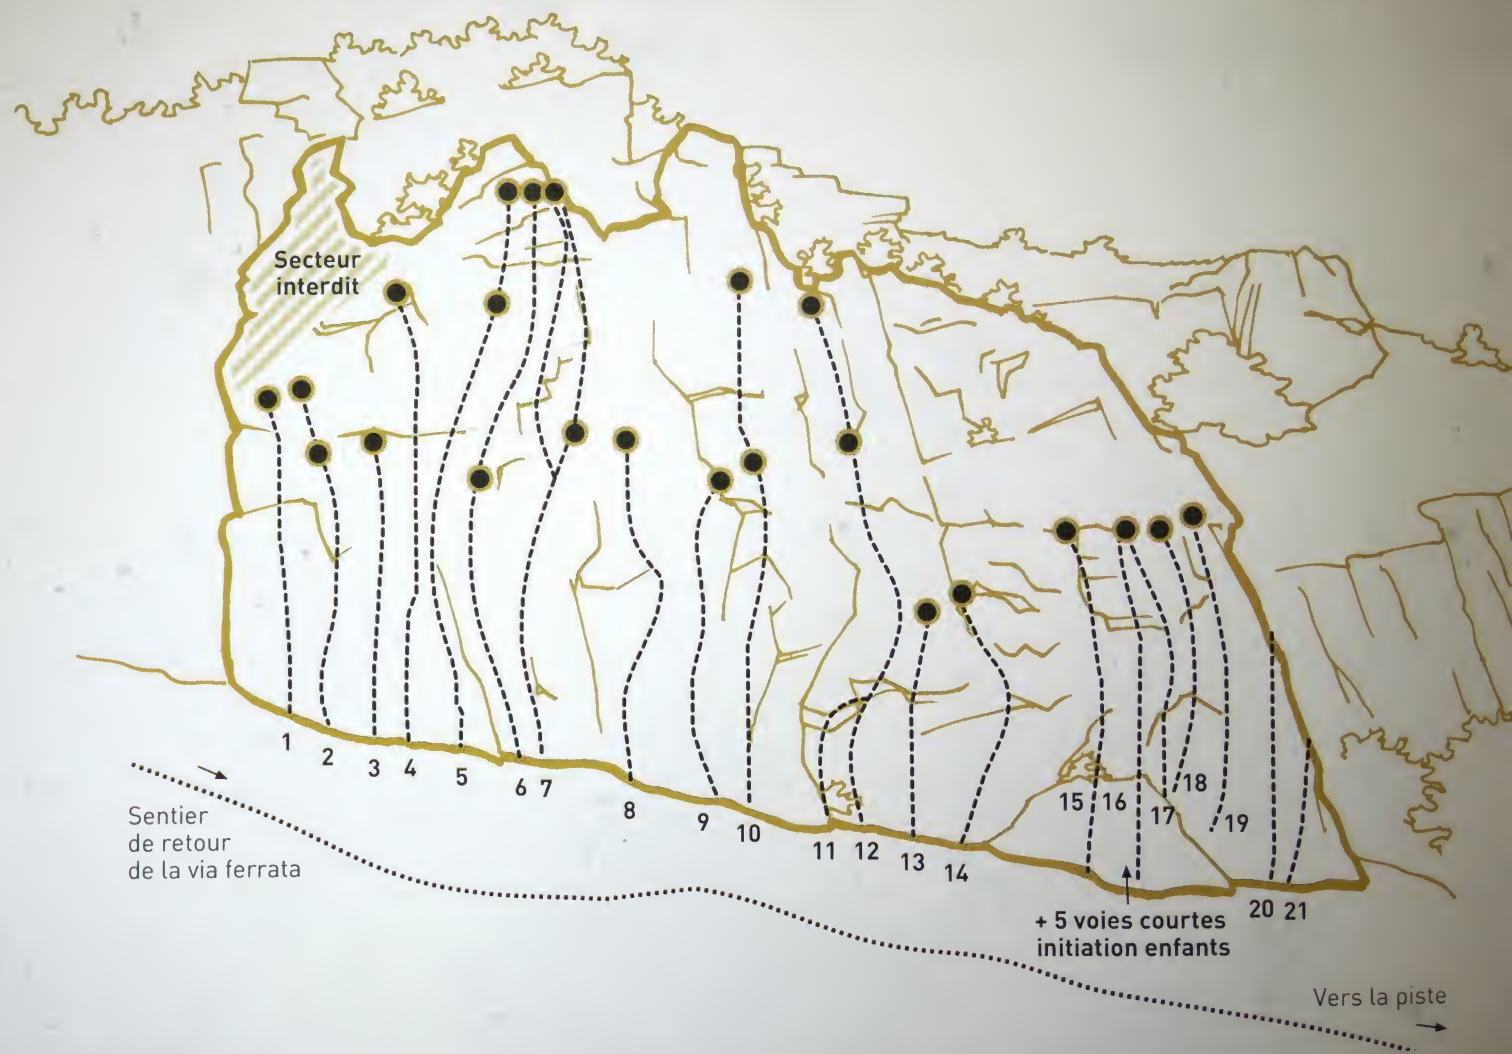 Secteur
interdit
1
2
3
4
5
6
7
8
9
10
11
12
13
14
15
16
17
18
19
20
21
Sentier
de retour
de la via ferrata
+ 5 voies courtes
initiation enfants
Vers la piste